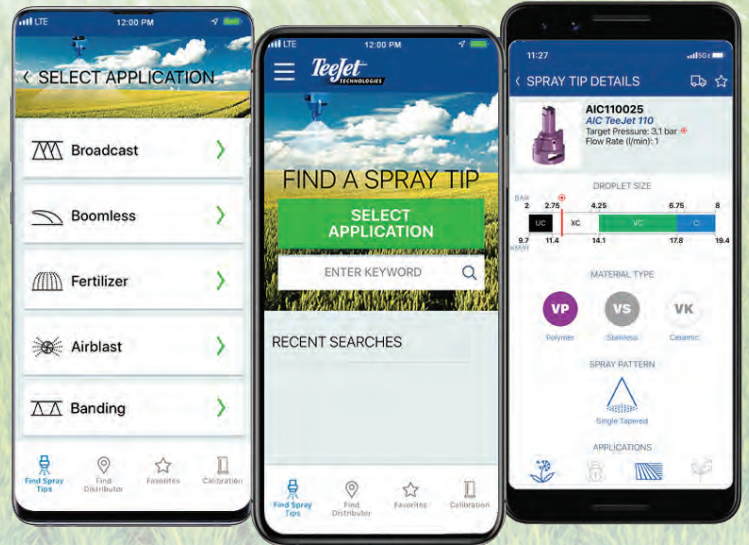 LTE
12:00 PM
SELECT APPLICATION
Broadcast
Boomless
Fertilizer
Airblast
Banding
Find Spray Tips
Find Distributor
Favorites
Calibration
LTE
12:00 PM
TeeJet
TECHNOLOGIES
FIND A SPRAY TIP
SELECT
APPLICATION
ENTER KEYWORD
RECENT SEARCHES
Find Spray Tips
Find Distributor
Favorites
Calibration
11:27
5G
SPRAY TIP DETAILS
AIC110025
AIC TeeJet 110
Target Pressure: 3,1 bar
Flow Rate (l/min): 1
DROPLET SIZE
BAR
2 2.75 4.25 6.75 8
UC XC VC C
9.7 11.4 14.1 17.8 19.4
KM/H
MATERIAL TYPE
VP VS VK
Polymer Stainless Ceramic
SPRAY PATTERN
Single Tapered
APPLICATIONS